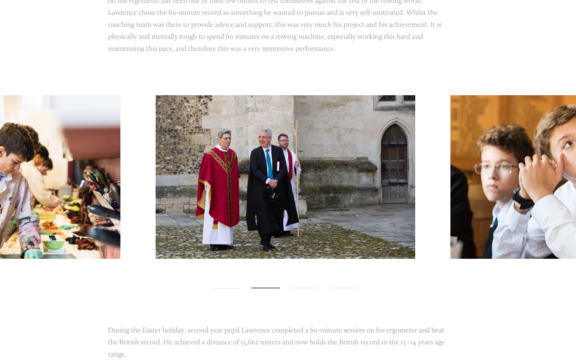 on the ergometer has been one of their few outlets to test themselves against the rest of the rowing world.
Lawrence chose the 60-minute record as something he wanted to pursue and is very self-motivated. Whilst the
coaching team was there to provide advice and support, this was very much his project and his achievement. It is
physically and mentally tough to spend 60 minutes on a rowing machine, especially working this hard and
maintaining this pace, and therefore this was a very impressive performance.
During the Easter holiday, second year pupil Lawrence completed a 60-minute session on his ergometer and beat
the British record. He achieved a distance of 15,662 meters and now holds the British record in the 13 -14 years age
range.